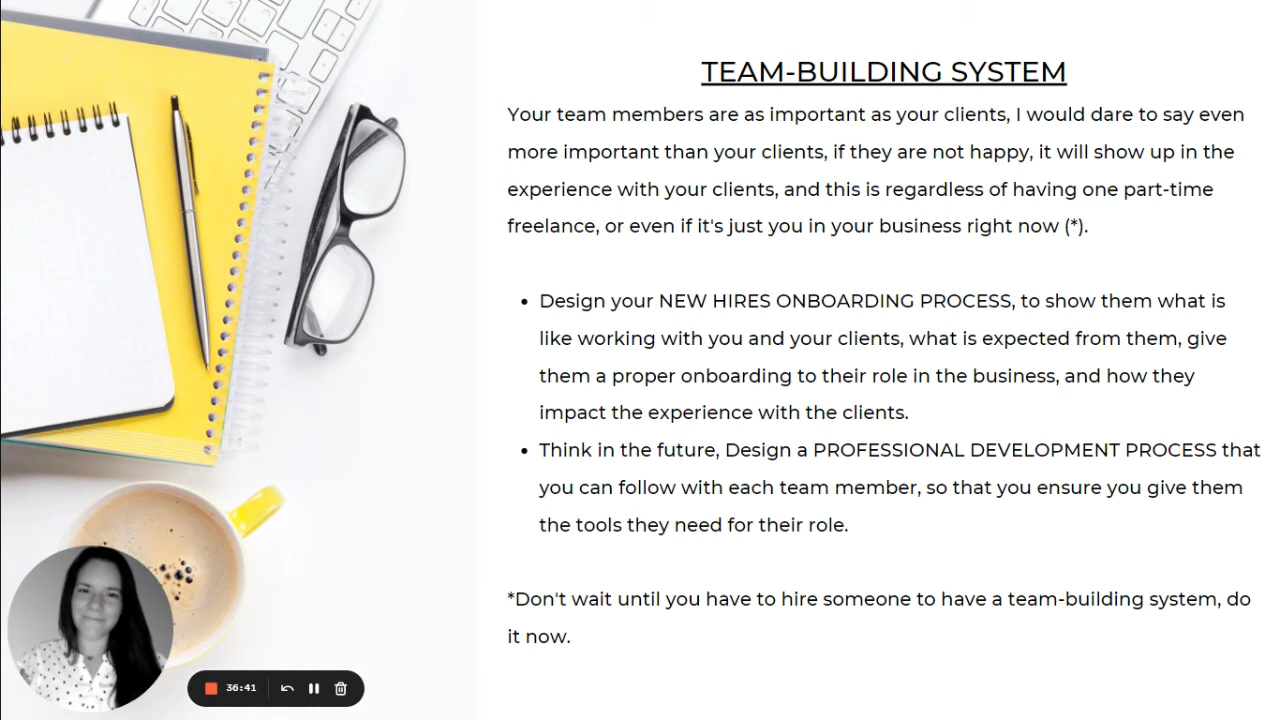 TEAM-BUILDING SYSTEM
Your team members are as important as your clients, I would dare to say even
more important than your clients, if they are not happy, it will show up in the
experience with your clients, and this is regardless of having one part-time
freelance, or even if it's just you in your business right now (*).
• Design your NEW HIRES ONBOARDING PROCESS, to show them what is
like working with you and your clients, what is expected from them, give
them a proper onboarding to their role in the business, and how they
impact the experience with the clients.
• Think in the future, Design a PROFESSIONAL DEVELOPMENT PROCESS that
you can follow with each team member, so that you ensure you give them
the tools they need for their role.
*Don't wait until you have to hire someone to have a team-building system, do
it now.
36:41